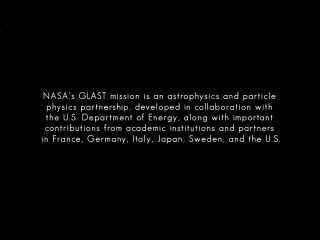 NASA's GLAST mission is an astrophysics and particle
physics partnership, developed in collaboration with
the U.S. Department of Energy, along with important
contributions from academic institutions and partners
in France, Germany, Italy, Japan, Sweden, and the U.S.